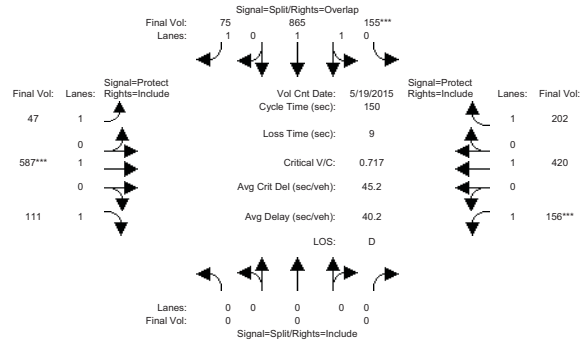 Signal=Split/Rights=Overlap
Final Vol: 75 865 155***
Lanes: 1 0 1 1 0
Signal=Protect Signal=Protect
Final Vol: Lanes: Rights=Include Vol Cnt Date: 5/19/2015 Rights=Include Lanes: Final Vol:
Cycle Time (sec): 150
47 1 1 202
Loss Time (sec): 9
0 0
587*** 1 Critical V/C: 0.717 1 420
0 Avg Crit Del (sec/veh): 45.2 0
111 1 Avg Delay (sec/veh): 40.2 1 156***
LOS: D
Lanes: 0 0 0 0 0
Final Vol: 0 0 0
Signal=Split/Rights=Include